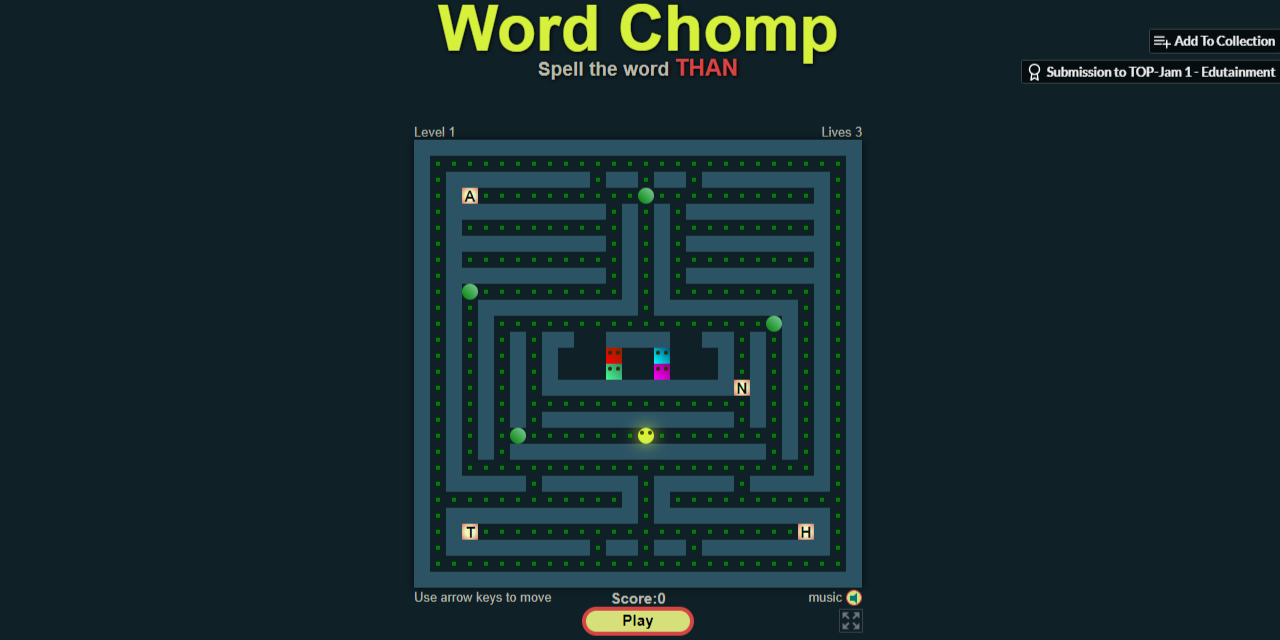 Word Chomp
Spell the word THAN
Add To Collection
Submission to TOP-Jam 1 - Edutainment
Level 1
Lives 3
A
N
T
H
Use arrow keys to move
Score:0
music
Play